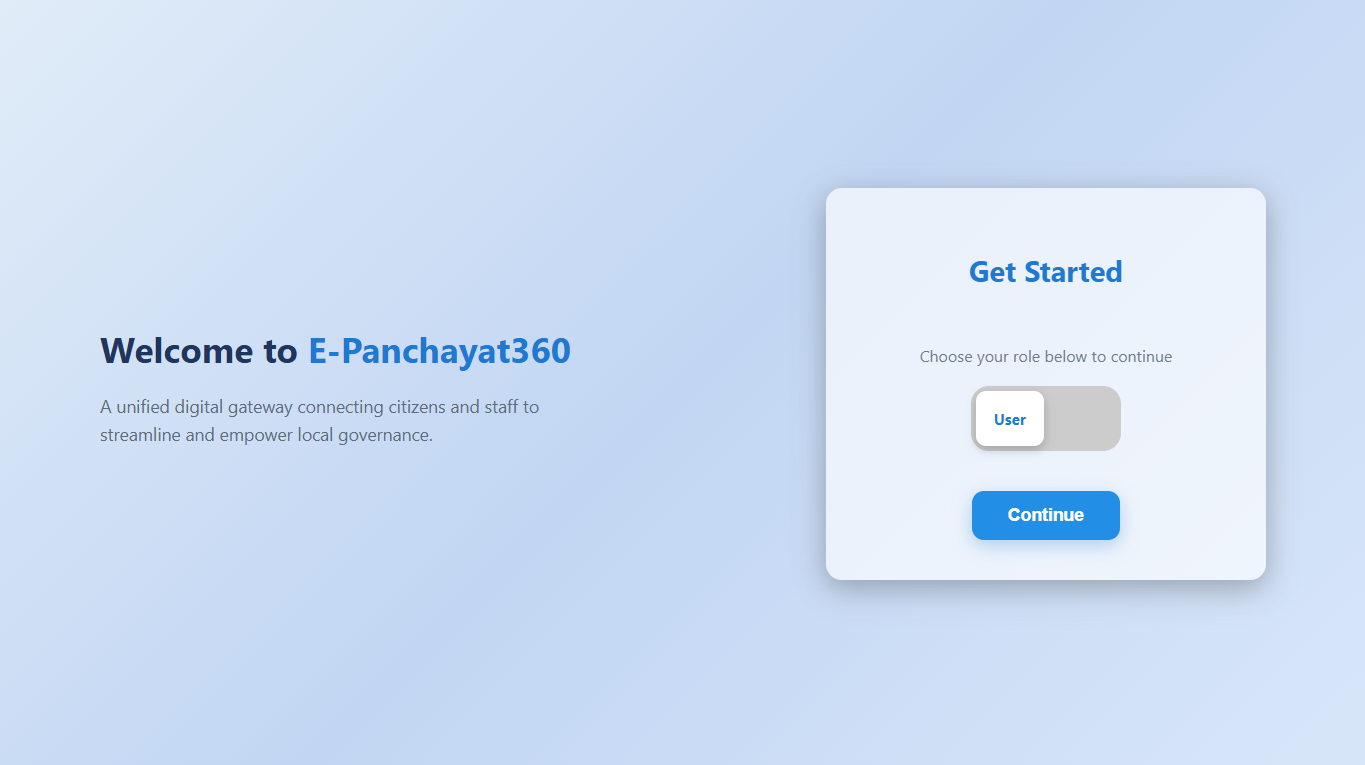 Welcome to E-Panchayat360
A unified digital gateway connecting citizens and staff to
streamline and empower local governance.
Get Started
Choose your role below to continue
User
Continue